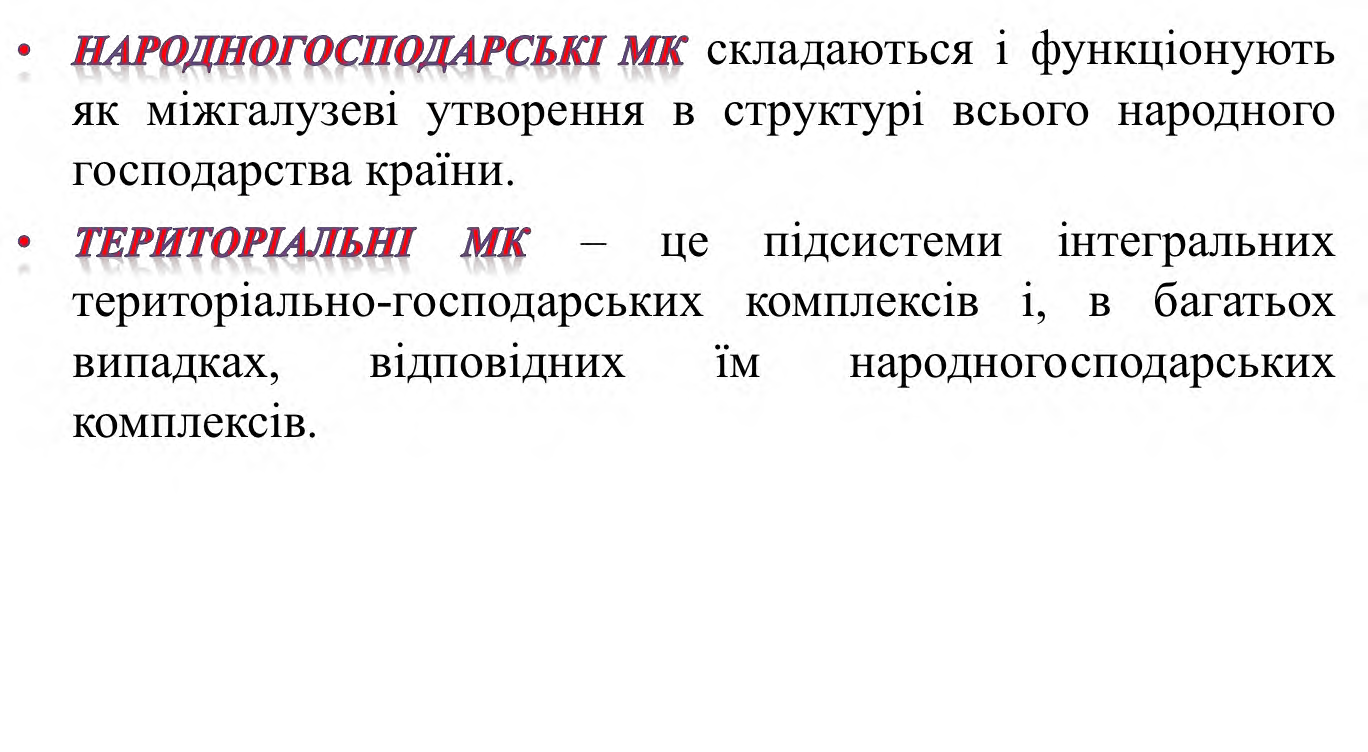 • НАРОДНОГОСПОДАРСЬКІ МК складаються і функціонують
як міжгалузеві утворення в структурі всього народного
господарства країни.
• ТЕРИТОРІАЛЬНІ МК – це підсистеми інтегральних
територіально-господарських комплексів і, в багатьох
випадках, відповідних їм народногосподарських
комплексів.